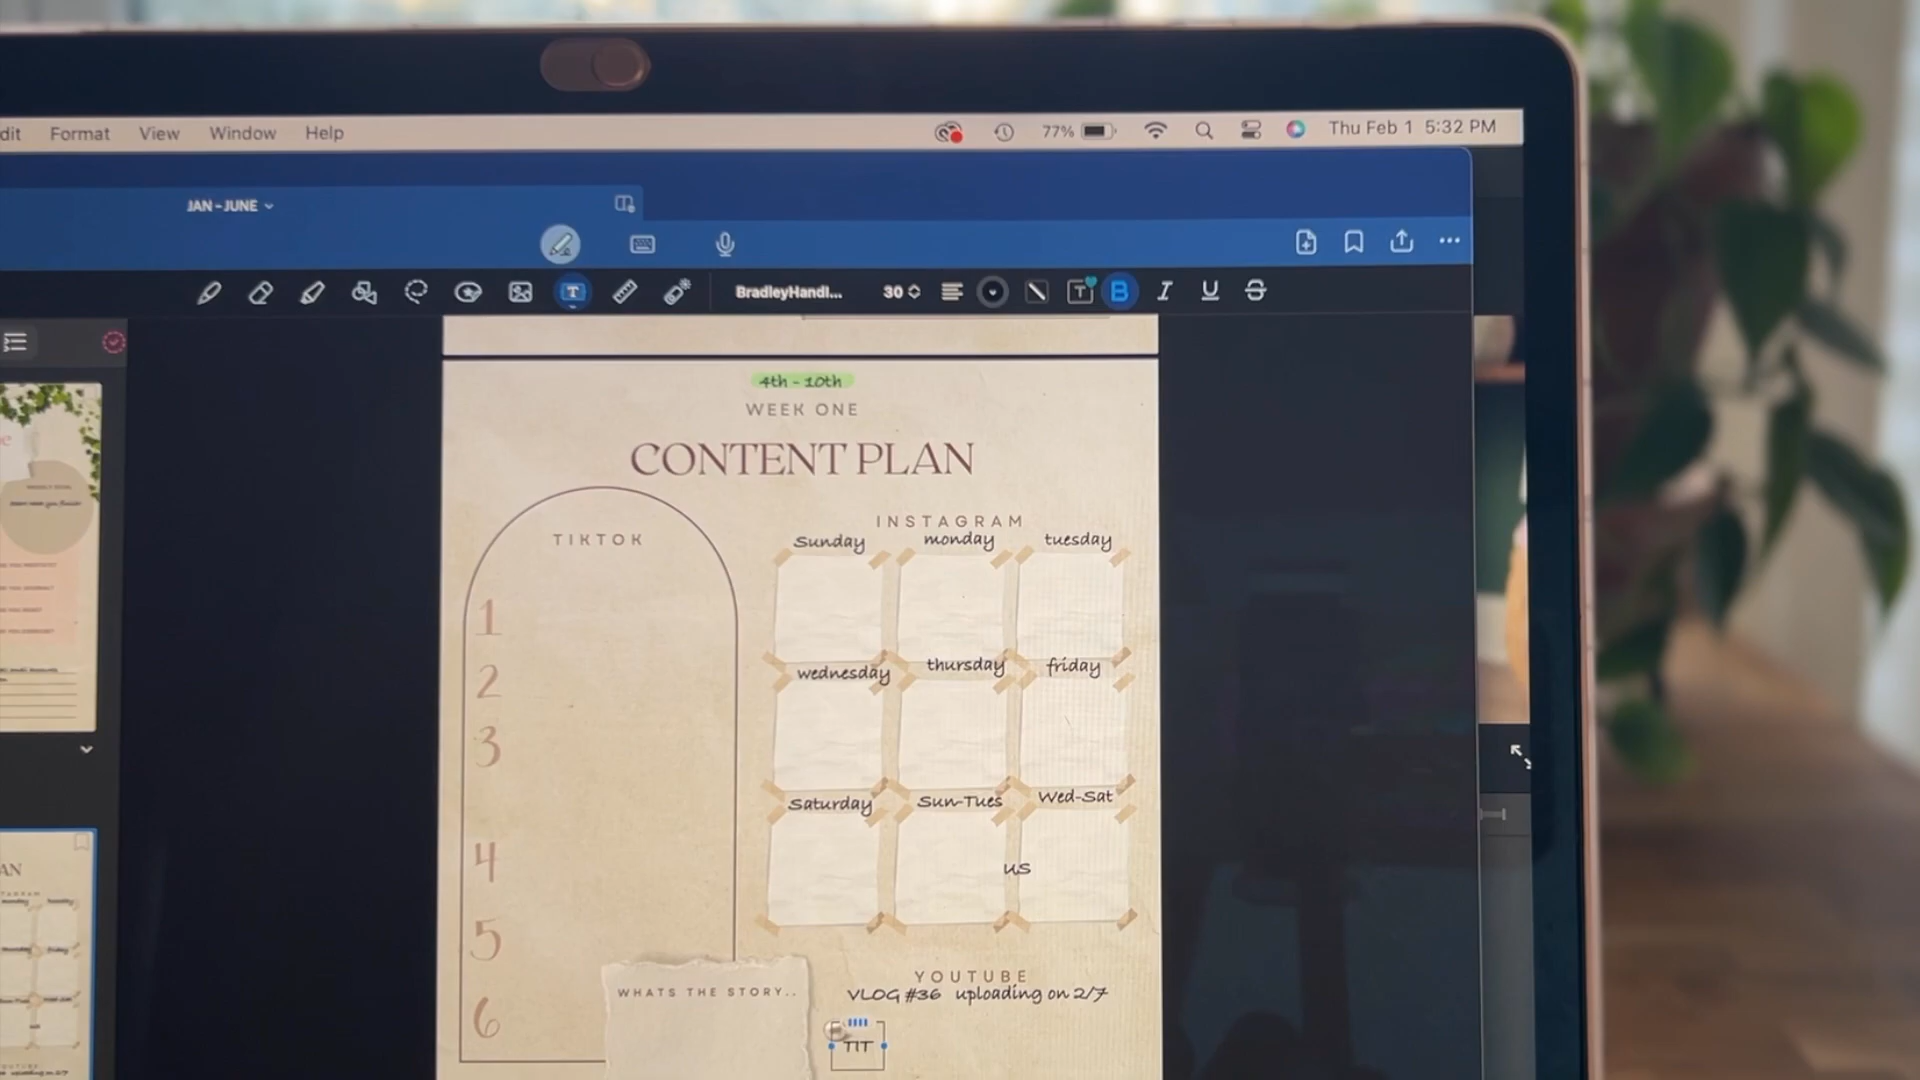 Format View Window Help
77% Thu Feb 1 5:32 PM
JAN - JUNE
BradleyHandl... 30 B I U S
4th - 10th
WEEK ONE
CONTENT PLAN
TIKTOK
INSTAGRAM
Sunday monday tuesday
1
2
3
4
5
6
wednesday thursday friday
Saturday Sun-Tues Wed-Sat
us
WHATS THE STORY..
YOUTUBE
VLOG #36 uploading on 2/7
TIT